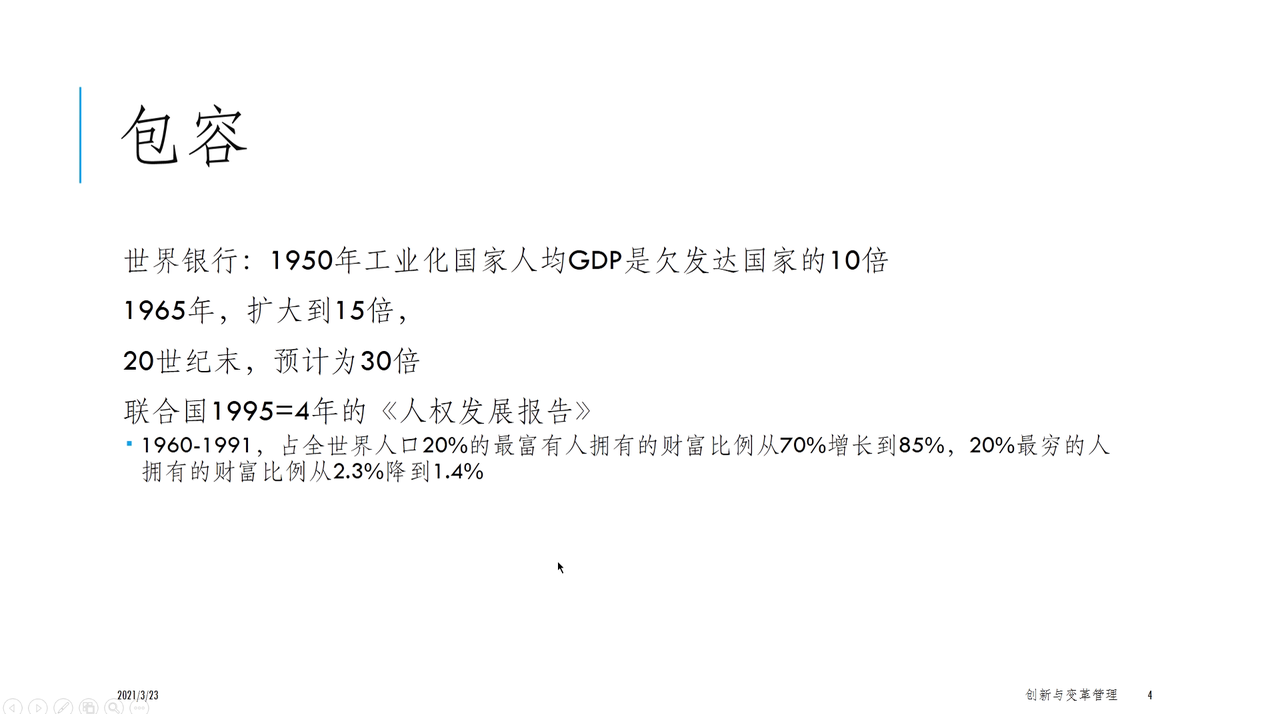 包容
世界银行：1950年工业化国家人均GDP是欠发达国家的10倍
1965年，扩大到15倍，
20世纪末，预计为30倍
联合国1995=4年的《人权发展报告》
1960-1991，占全世界人口20%的最富有人拥有的财富比例从70%增长到85%，20%最穷的人
拥有的财富比例从2.3%降到1.4%
2021/3/23
创新与变革管理
4